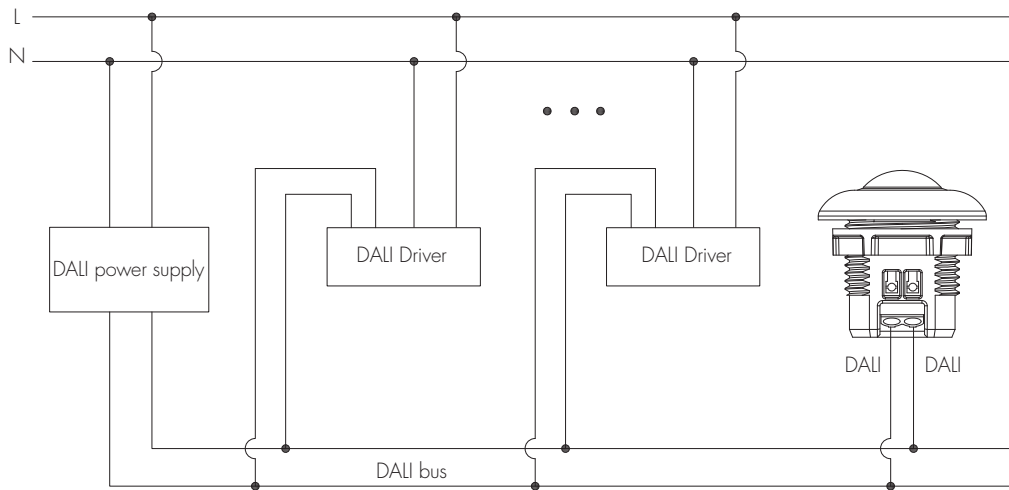 L
N
DALI power supply
DALI Driver
DALI Driver
DALI
DALI
DALI bus